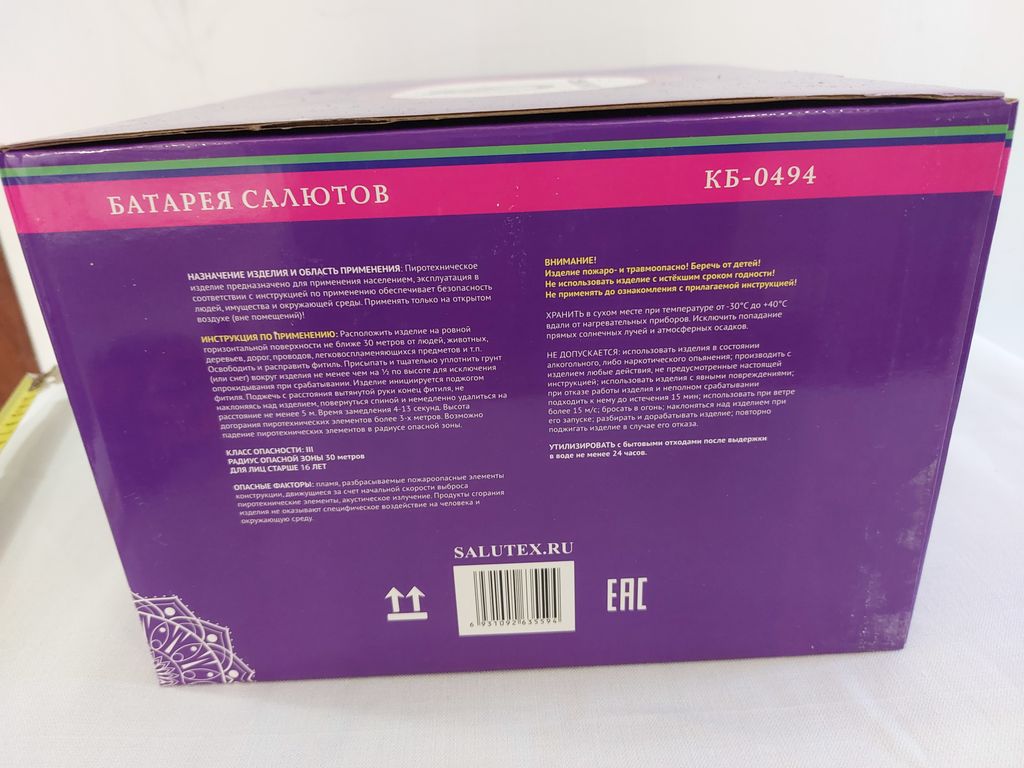 БАТАРЕЯ САЛЮТОВ
КБ-0494
НАЗНАЧЕНИЕ ИЗДЕЛИЯ И ОБЛАСТЬ ПРИМЕНЕНИЯ: Пиротехническое
изделие предназначено для применения населением, эксплуатация в
соответствии с инструкцией по применению обеспечивает безопасность
людей, имущества и окружающей среды. Применять только на открытом
воздухе (вне помещений)!
ИНСТРУКЦИЯ ПО ПРИМЕНЕНИЮ: Расположить изделие на ровной
горизонтальной поверхности не ближе 30 метров от людей, животных,
деревьев, дорог, проводов, легковоспламеняющихся предметов и т.п.
Освободить и расправить фитиль. Присыпать и тщательно уплотнить грунт
(или снег) вокруг изделия не менее чем на ½ по высоте для исключения
опрокидывания при срабатывании. Изделие инициируется поджогом
фитиля. Поджечь с расстояния вытянутой руки конец фитиля, не
наклоняясь над изделием, повернуться спиной и немедленно удалиться на
расстояние не менее 5 м. Время замедления 4-13 секунд. Высота
догорания пиротехнических элементов более 3-х метров. Возможно
падение пиротехнических элементов в радиусе опасной зоны.
КЛАСС ОПАСНОСТИ: III
РАДИУС ОПАСНОЙ ЗОНЫ 30 метров
ДЛЯ ЛИЦ СТАРШЕ 16 ЛЕТ
ОПАСНЫЕ ФАКТОРЫ: пламя, разбрасываемые пожароопасные элементы
конструкции, движущиеся за счет начальной скорости выброса
пиротехнические элементы, акустическое излучение. Продукты сгорания
изделия не оказывают специфическое воздействие на человека и
окружающую среду.
ВНИМАНИЕ!
Изделие пожаро- и травмоопасно! Беречь от детей!
Не использовать изделие с истёкшим сроком годности!
Не применять до ознакомления с прилагаемой инструкцией!
ХРАНИТЬ в сухом месте при температуре от -30°С до +40°С
вдали от нагревательных приборов. Исключить попадание
прямых солнечных лучей и атмосферных осадков.
НЕ ДОПУСКАЕТСЯ: использовать изделия в состоянии
алкогольного, либо наркотического опьянения; производить с
изделием любые действия, не предусмотренные настоящей
инструкцией; использовать изделия с явными повреждениями;
при отказе работы изделия и неполном срабатывании
подходить к нему до истечения 15 мин; использовать при ветре
более 15 м/с; бросать в огонь; наклоняться над изделием при
его запуске; разбирать и дорабатывать изделие; повторно
поджигать изделие в случае его отказа.
УТИЛИЗИРОВАТЬ с бытовыми отходами после выдержки
в воде не менее 24 часов.
SALUTEX.RU
6 931092 635594
EAC